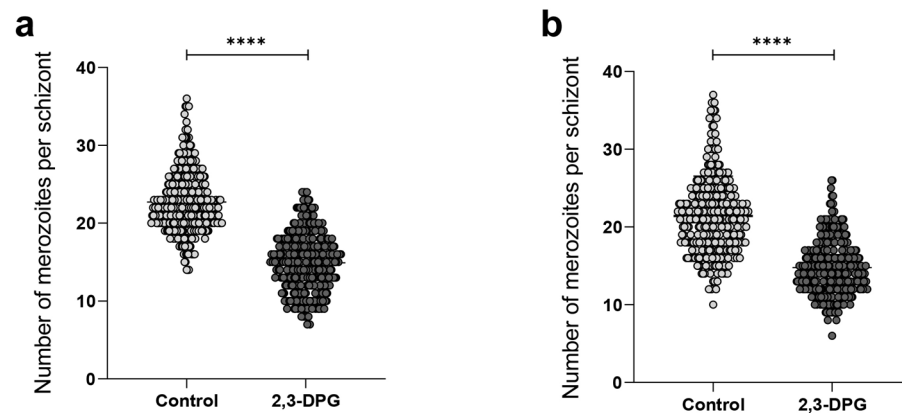 a
****
Number of merozoites per schizont
40
30
20
10
0
Control
2,3-DPG
b
****
Number of merozoites per schizont
40
30
20
10
0
Control
2,3-DPG